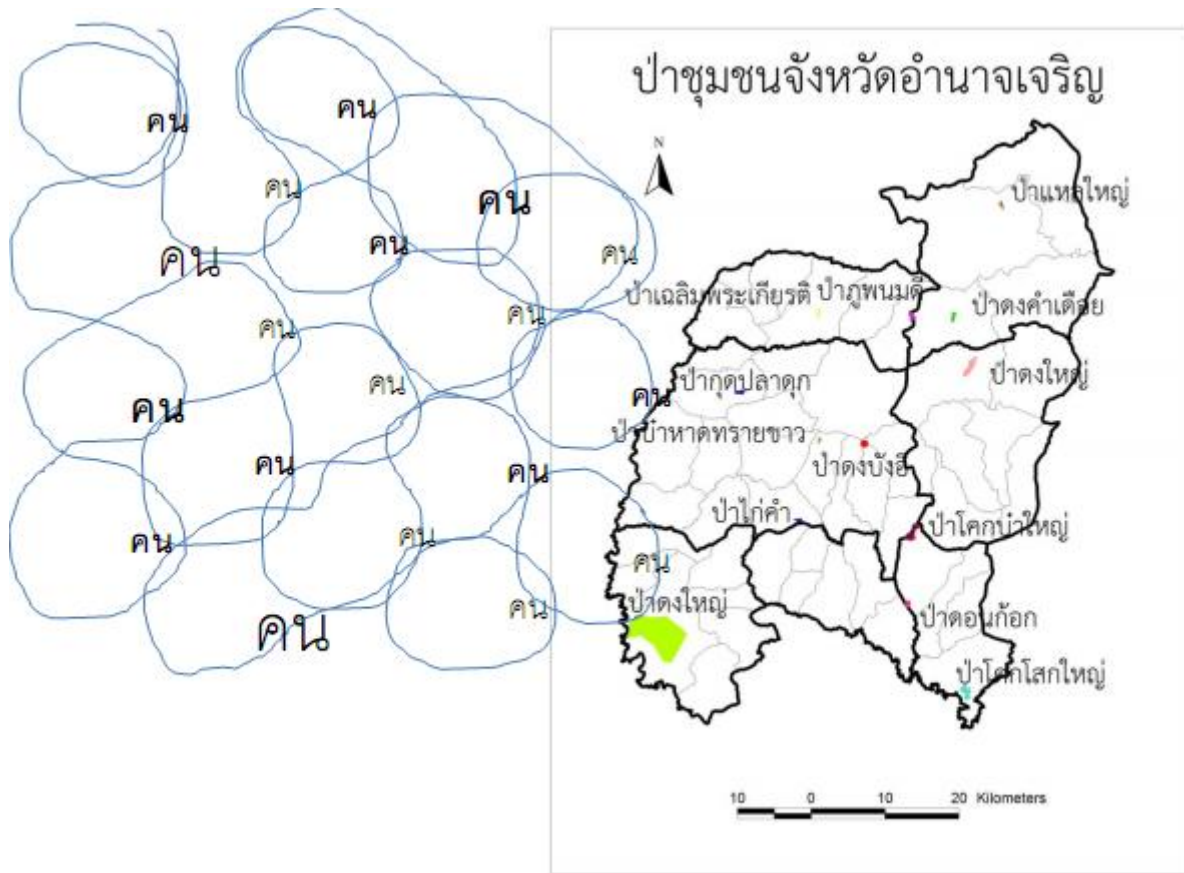 ป่าชุมชนจังหวัดอำนาจเจริญ
คน
คน
N
คน
คน
ป่าแหลใหญ่
คน
คน
คน
คน
ป่าเฉลิมพระเกียรติ
ป่าภูพนมดี
ป่าดงคำเดือย
คน
คน
ป่าดงใหญ่
คน
ป่ากุดปลาดุก
คน
คน
ป่าบ๋าหาดทรายขาว
คน
คน
ป่าดงบังอี
ป่าไก่คำ
ป่าโคกบ๋าใหญ่
คน
คน
คน
ป่าดงใหญ่
คน
ป่าดอนก้อก
คน
ป่าโคกโสกใหญ่
10 0 10 20 Kilometers